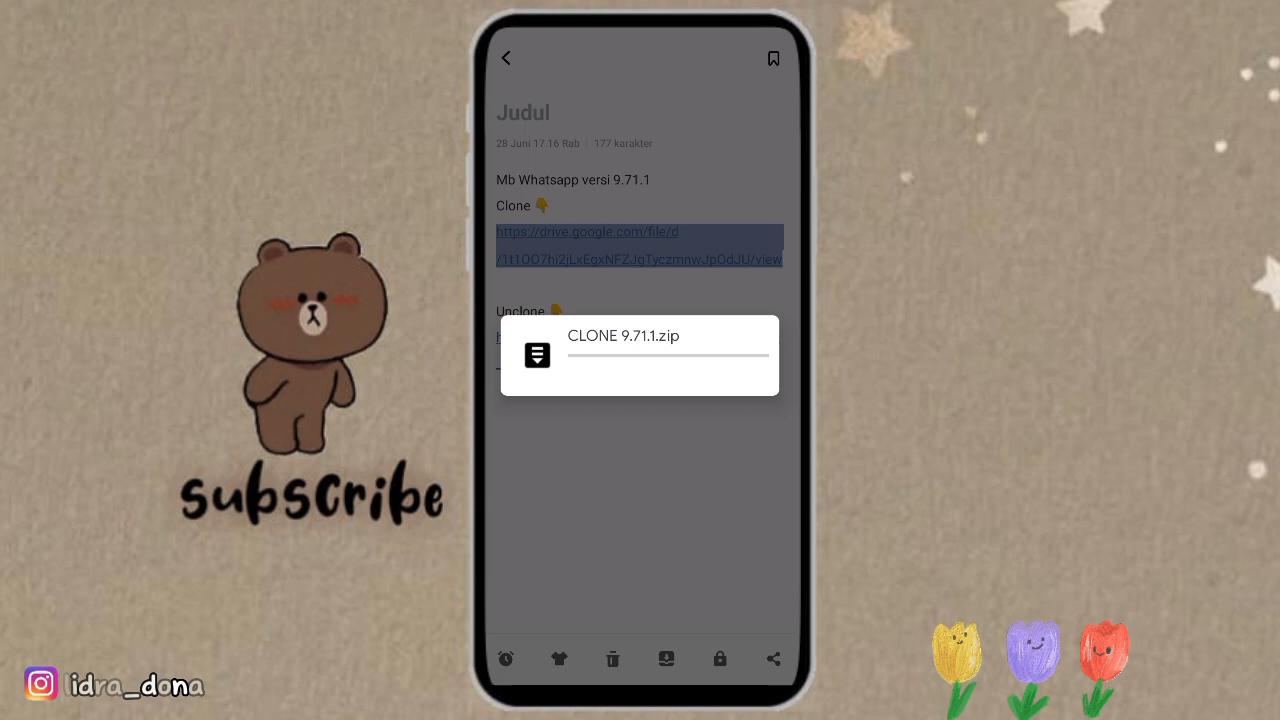 Judul
28 Juni 17.16 Rab | 177 karakter
Mb Whatsapp versi 9.71.1
Clone 👇
https://drive.google.com/file/d
/1t1OO7hi2jLxEgxNFZJgTyczmnwJpOdJU/view
Unclone 👇
CLONE 9.71.1.zip
subscribe
lidra_dona